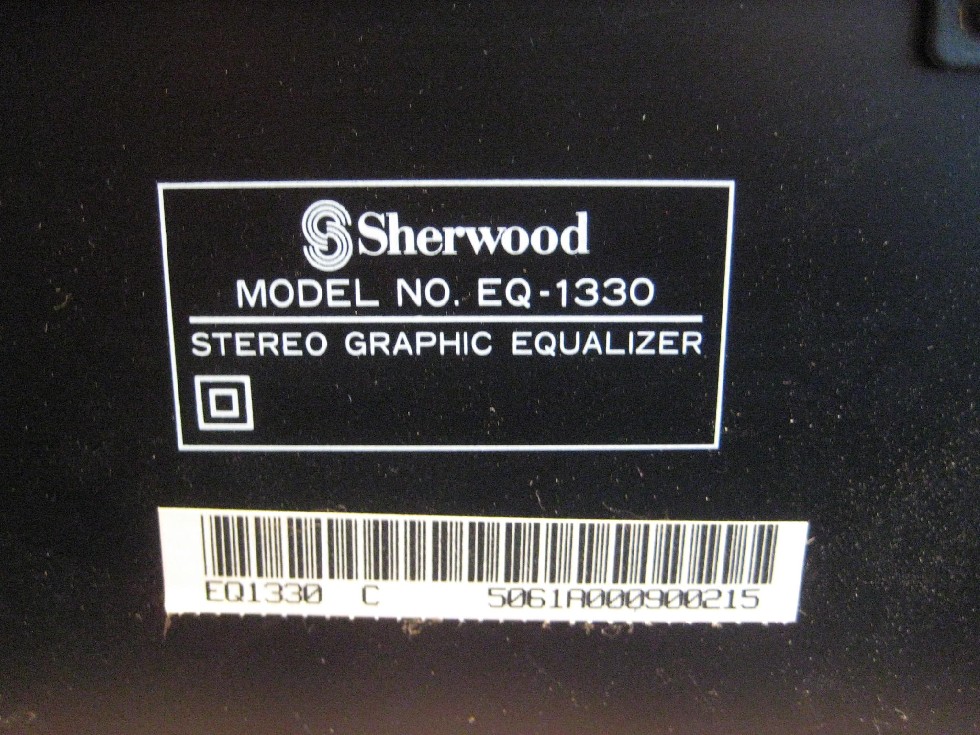 Sherwood
MODEL NO. EQ-1330
STEREO GRAPHIC EQUALIZER
EQ1330 C 5061A000900215